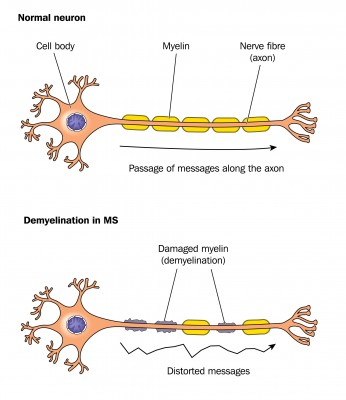 Normal neuron
Cell body
Myelin
Nerve fibre
(axon)
Passage of messages along the axon
Demyelination in MS
Damaged myelin
(demyelination)
Distorted messages